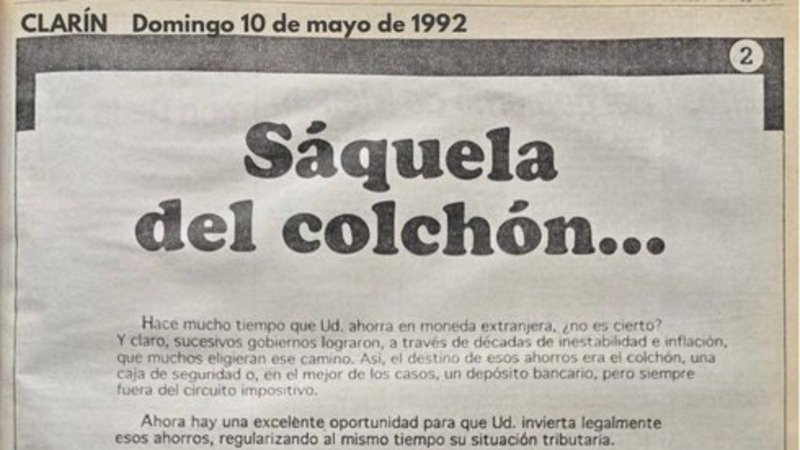 CLARÍN Domingo 10 de mayo de 1992
2
Sáquela
del colchón...
Hace mucho tiempo que Ud. ahorra en moneda extranjera, ¿no es cierto?
Y claro, sucesivos gobiernos lograron, a través de décadas de inestabilidad e inflación,
que muchos eligieran ese camino. Así, el destino de esos ahorros era el colchón, una
caja de seguridad o, en el mejor de los casos, un depósito bancario, pero siempre
fuera del circuito impositivo.
Ahora hay una excelente oportunidad para que Ud. invierta legalmente
esos ahorros, regularizando al mismo tiempo su situación tributaria.